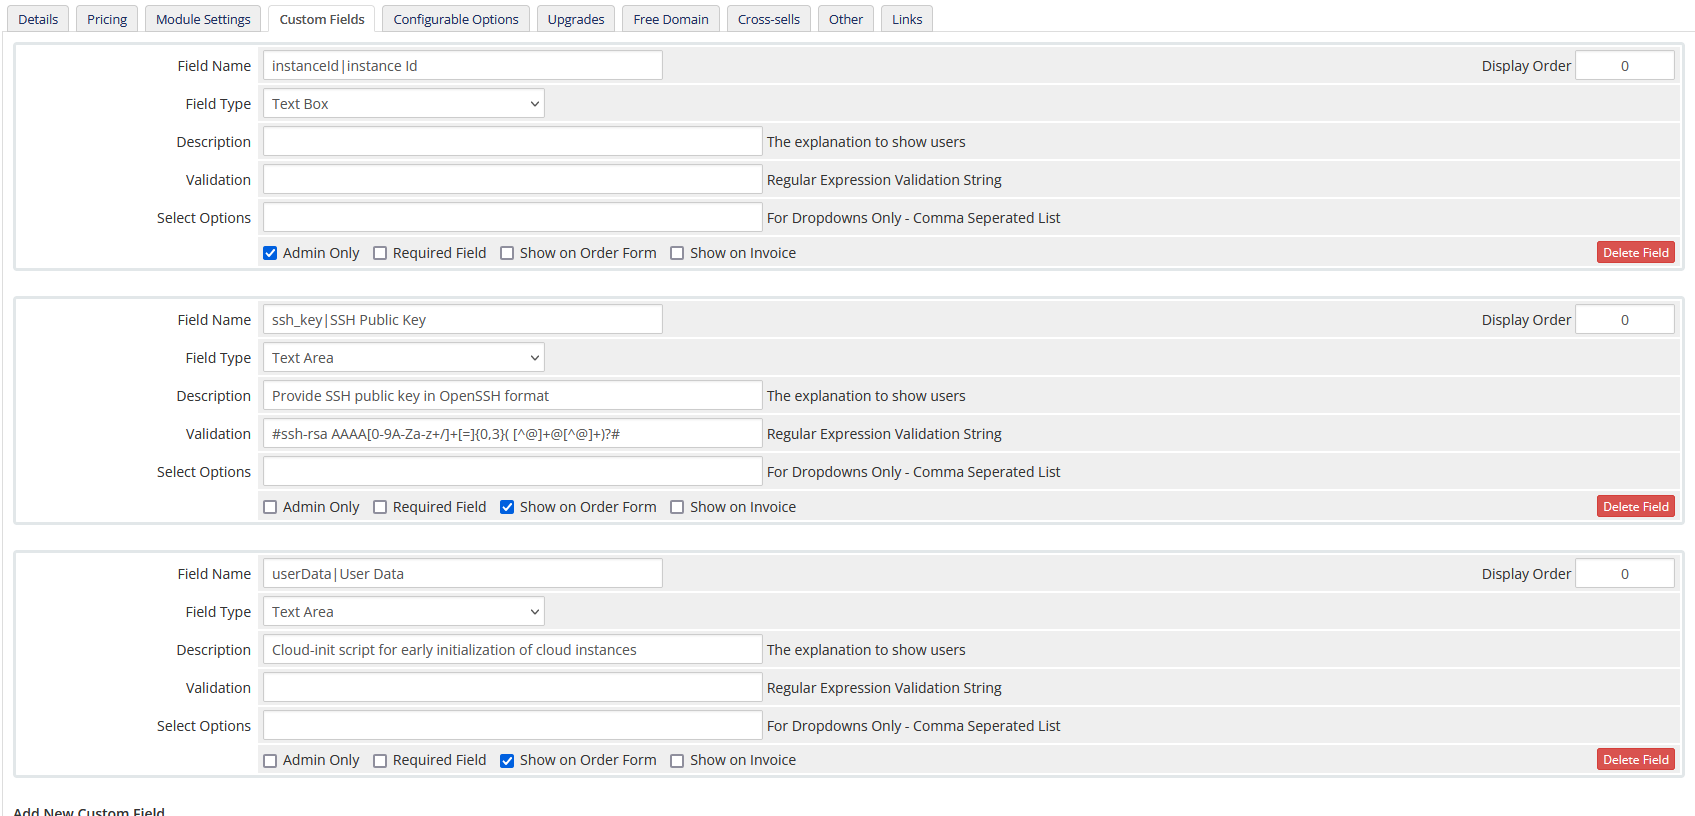 Details Pricing Module Settings Custom Fields Configurable Options Upgrades Free Domain Cross-sells Other Links
Field Name instanceId|instance Id Display Order 0
Field Type Text Box
Description The explanation to show users
Validation Regular Expression Validation String
Select Options For Dropdowns Only - Comma Seperated List
Admin Only Required Field Show on Order Form Show on Invoice Delete Field
Field Name ssh_key|SSH Public Key Display Order 0
Field Type Text Area
Description Provide SSH public key in OpenSSH format The explanation to show users
Validation #ssh-rsa AAAA[0-9A-Za-z+/]+[=]{0,3}( [^@]+@[^@]+)?# Regular Expression Validation String
Select Options For Dropdowns Only - Comma Seperated List
Admin Only Required Field Show on Order Form Show on Invoice Delete Field
Field Name userData|User Data Display Order 0
Field Type Text Area
Description Cloud-init script for early initialization of cloud instances The explanation to show users
Validation Regular Expression Validation String
Select Options For Dropdowns Only - Comma Seperated List
Admin Only Required Field Show on Order Form Show on Invoice Delete Field
Add New Custom Field